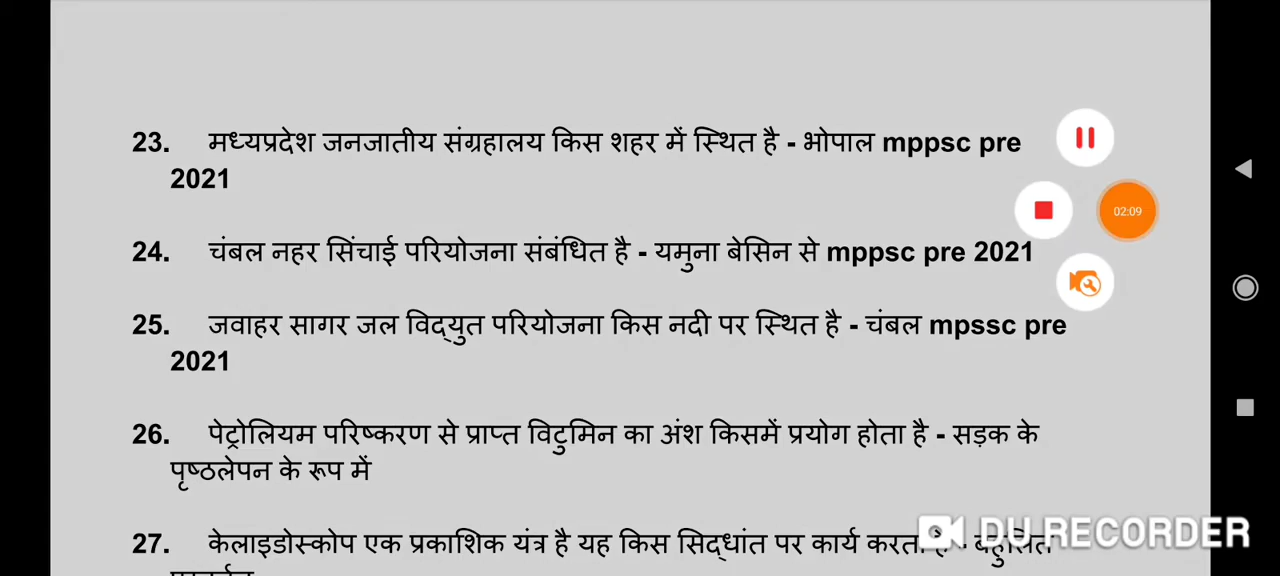 23. मध्यप्रदेश जनजातीय संग्रहालय किस शहर में स्थित है - भोपाल mppsc pre
2021
02:09
24. चंबल नहर सिंचाई परियोजना संबंधित है - यमुना बेसिन से mppsc pre 2021
25. जवाहर सागर जल विद्युत परियोजना किस नदी पर स्थित है - चंबल mpssc pre
2021
26. पेट्रोलियम परिष्करण से प्राप्त विटुमिन का अंश किसमें प्रयोग होता है - सड़क के
पृष्ठलेपन के रूप में
27. केलाइडोस्कोप एक प्रकाशिक यंत्र है यह किस सिद्धांत पर कार्य करता है -
DU RECORDER